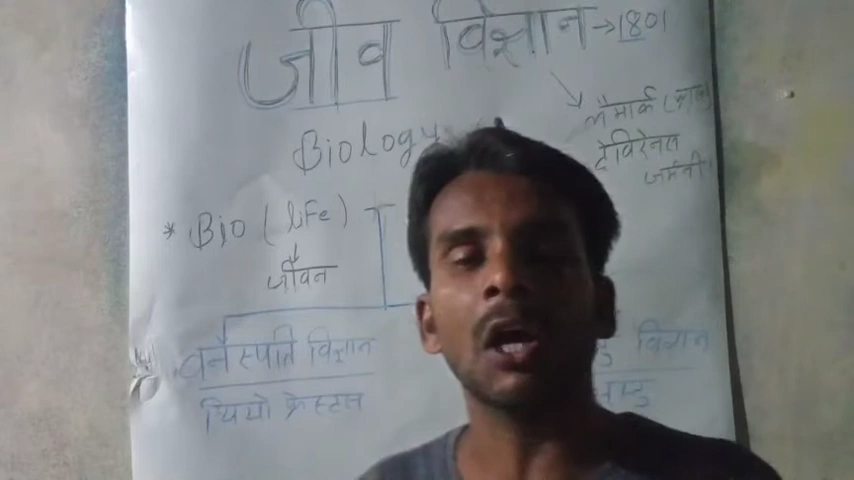 जीव विज्ञान → 1801
लैमार्क
Biology
ट्रेविरेनस
जर्मनी
* Bio (liFe)
जीवन
वनस्पति विज्ञान
विज्ञान
थियो फ्रेस्टस